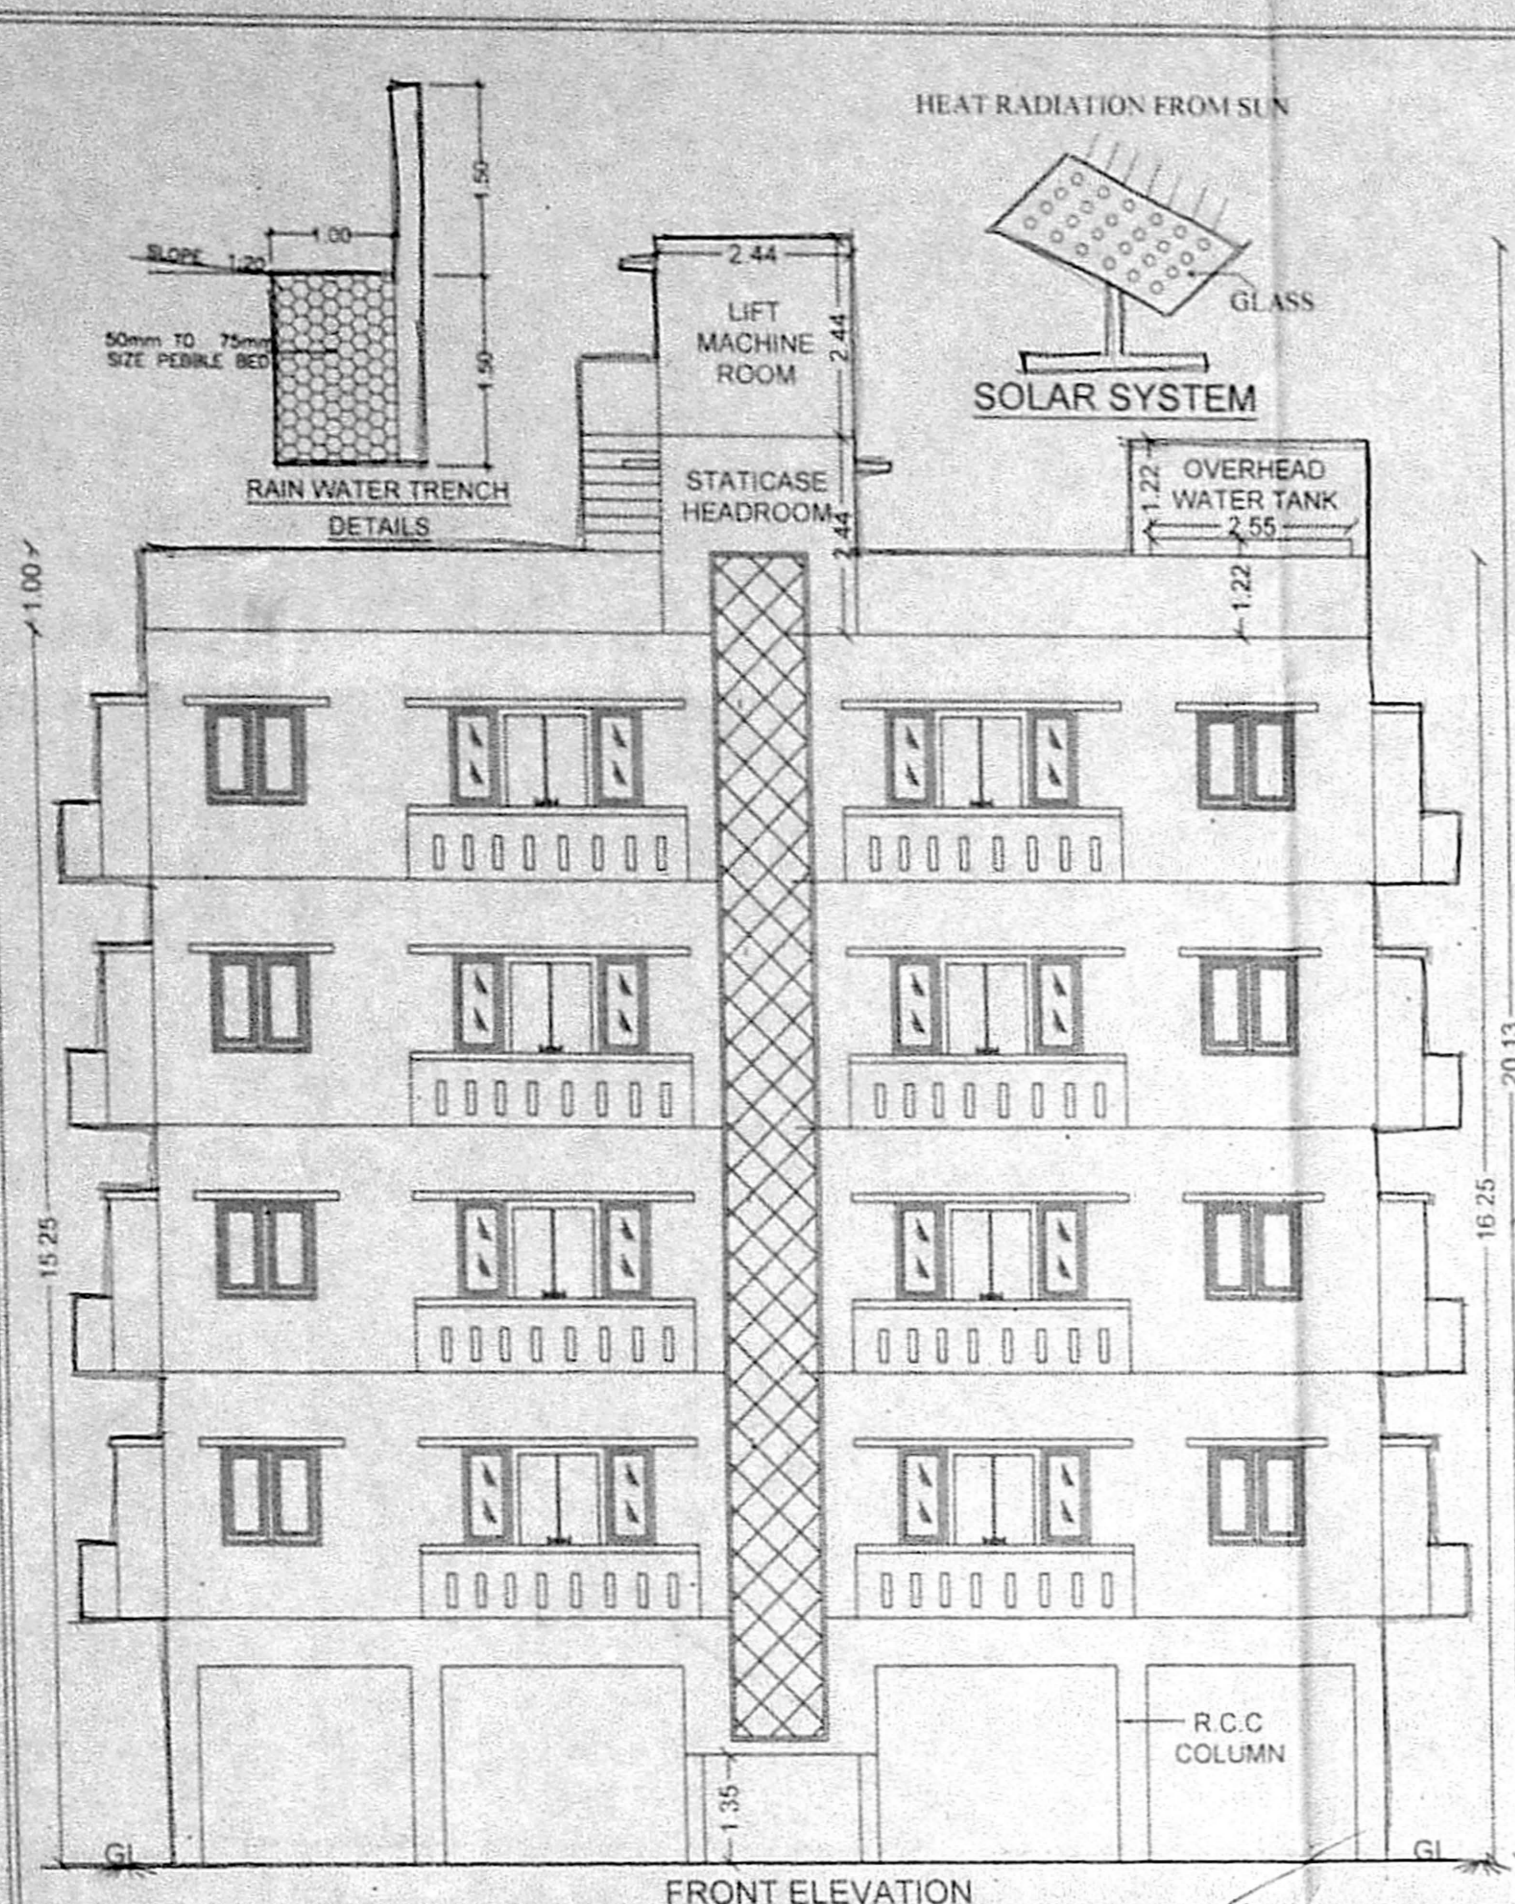 HEAT RADIATION FROM SUN
GLASS
SOLAR SYSTEM
1.50
1.00
SLOPE 1:20
50mm TO 75mm
SIZE PEBBLE BED
1.50
RAIN WATER TRENCH
DETAILS
2.44
LIFT
MACHINE
ROOM
2.44
STATICASE
HEADROOM
2.44
OVERHEAD
WATER TANK
1.22
2.55
1.22
1.00
15.25
16.25
20.13
R.C.C
COLUMN
1.35
GL
GL
FRONT ELEVATION